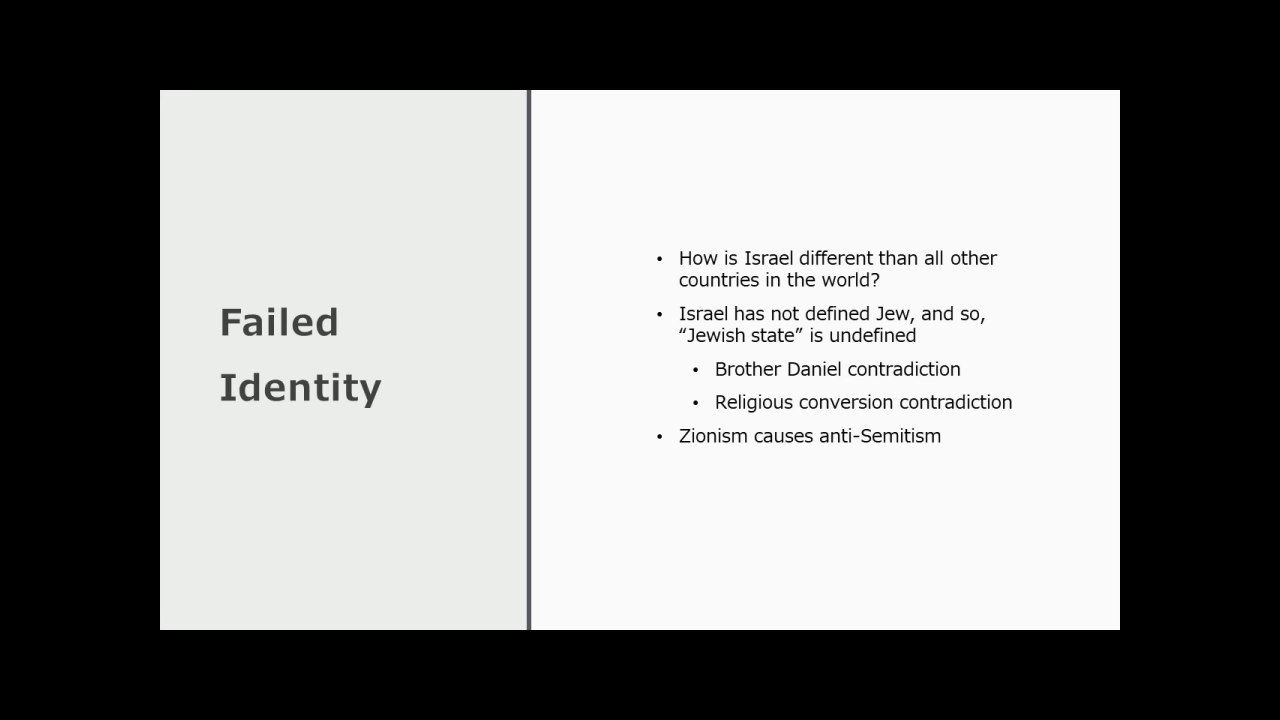 Failed
Identity
• How is Israel different than all other
countries in the world?
• Israel has not defined Jew, and so,
“Jewish state” is undefined
• Brother Daniel contradiction
• Religious conversion contradiction
• Zionism causes anti-Semitism